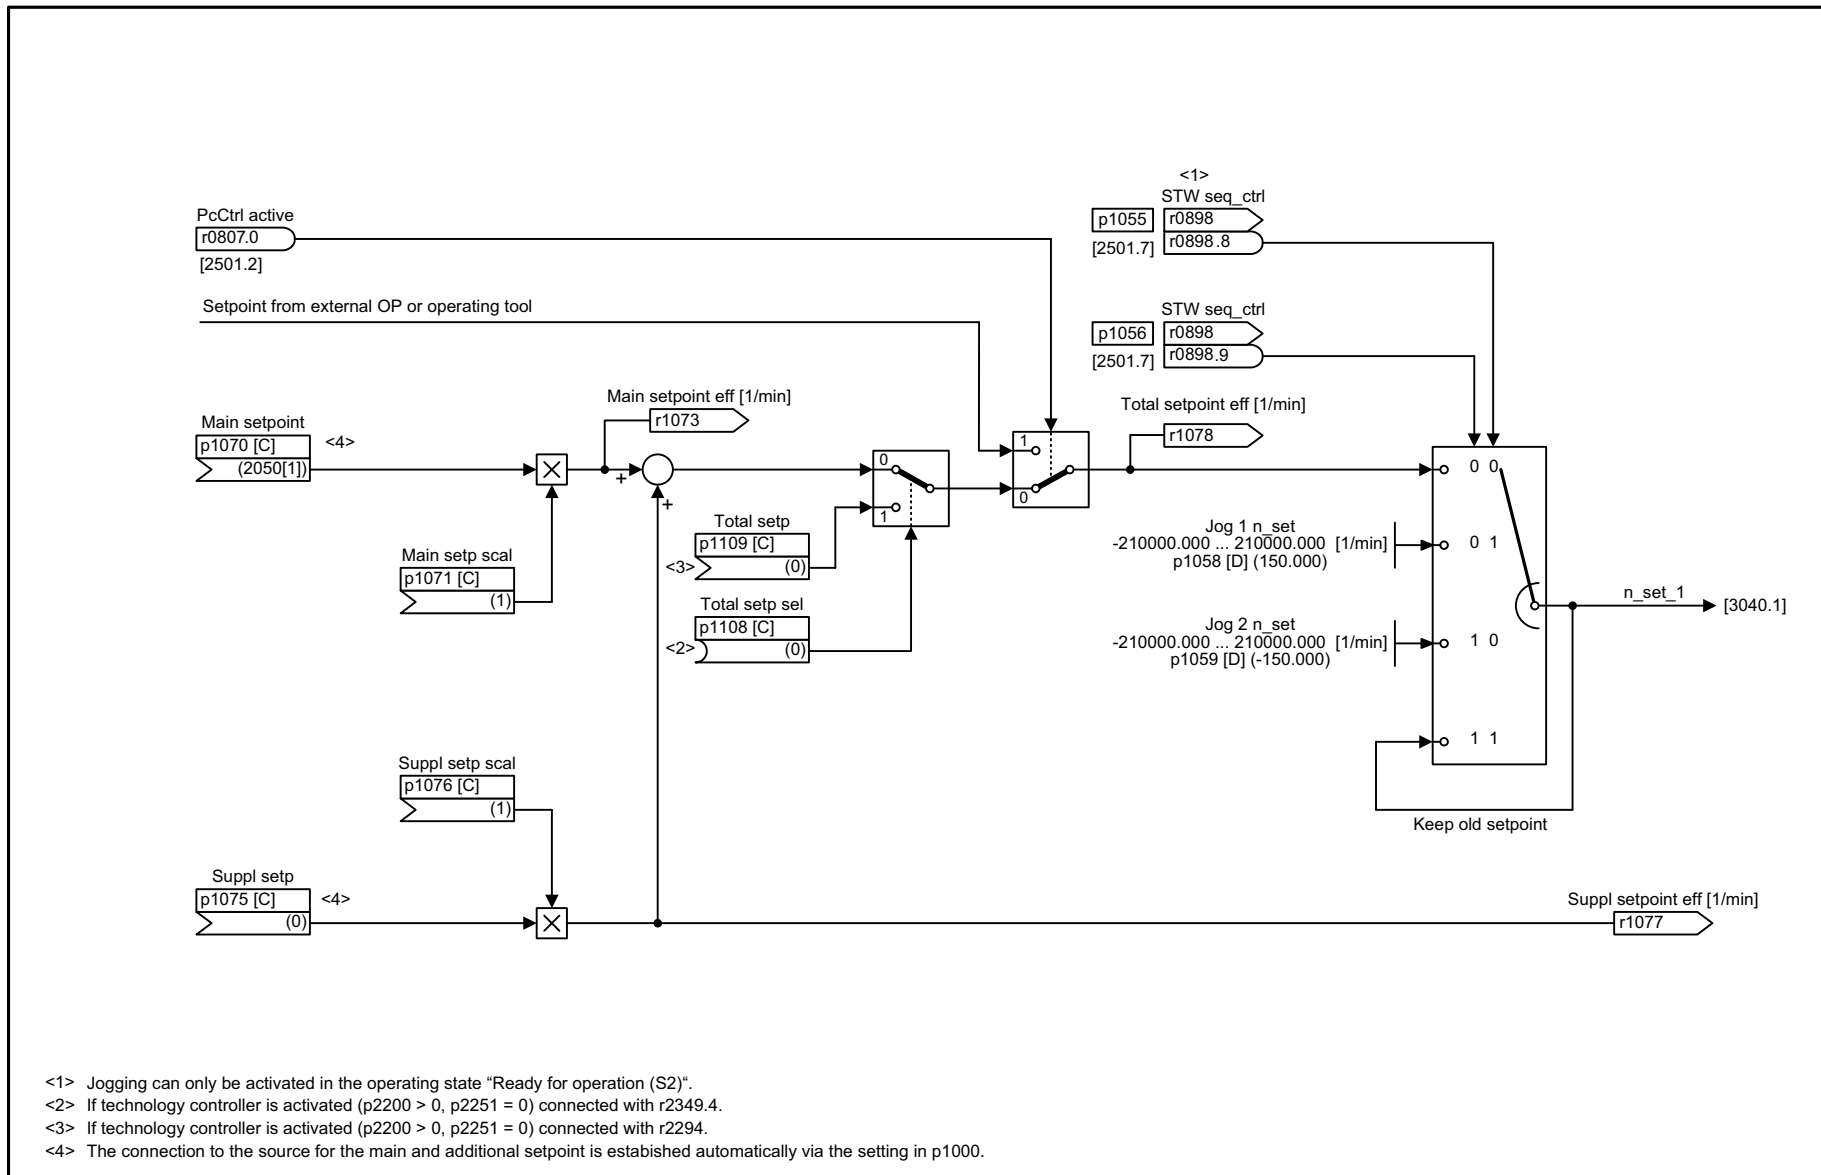 <1>
STW seq_ctrl
p1055
r0898
[2501.7]
r0898.8
PcCtrl active
r0807.0
[2501.2]
Setpoint from external OP or operating tool
STW seq_ctrl
p1056
r0898
[2501.7]
r0898.9
Main setpoint eff [1/min]
r1073
Total setpoint eff [1/min]
r1078
Main setpoint
p1070 [C]
<4>
(2050[1])
+
+
0
1
1
0
0 0
Main setp scal
p1071 [C]
(1)
Total setp
p1109 [C]
<3>
(0)
Total setp sel
p1108 [C]
<2>
(0)
Jog 1 n_set
-210000.000 ... 210000.000 [1/min]
p1058 [D] (150.000)
0 1
n_set_1
[3040.1]
Jog 2 n_set
-210000.000 ... 210000.000 [1/min]
p1059 [D] (-150.000)
1 0
1 1
Keep old setpoint
Suppl setp scal
p1076 [C]
(1)
Suppl setp
p1075 [C]
<4>
(0)
Suppl setpoint eff [1/min]
r1077
<1> Jogging can only be activated in the operating state “Ready for operation (S2)“.
<2> If technology controller is activated (p2200 > 0, p2251 = 0) connected with r2349.4.
<3> If technology controller is activated (p2200 > 0, p2251 = 0) connected with r2294.
<4> The connection to the source for the main and additional setpoint is estabished automatically via the setting in p1000.